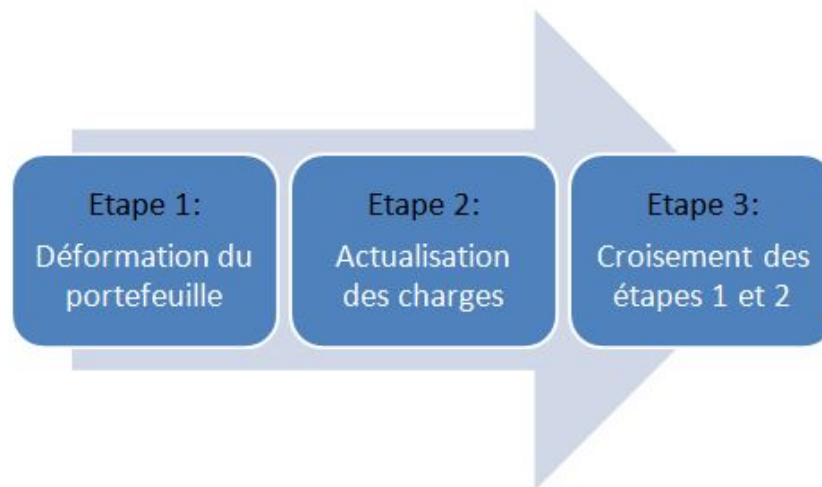 Etape 1:
Déformation du
portefeuille
Etape 2:
Actualisation
des charges
Etape 3:
Croisement des
étapes 1 et 2